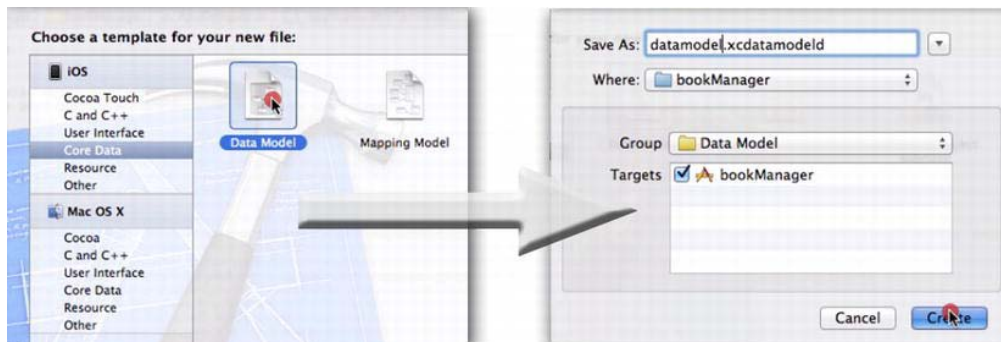 Choose a template for your new file:
iOS
Cocoa Touch
C and C++
User Interface
Core Data
Resource
Other
Mac OS X
Cocoa
C and C++
User Interface
Core Data
Resource
Other
Data Model
Mapping Model
Save As: datamodel.xcdatamodeld
Where: bookManager
Group Data Model
Targets bookManager
Cancel Create